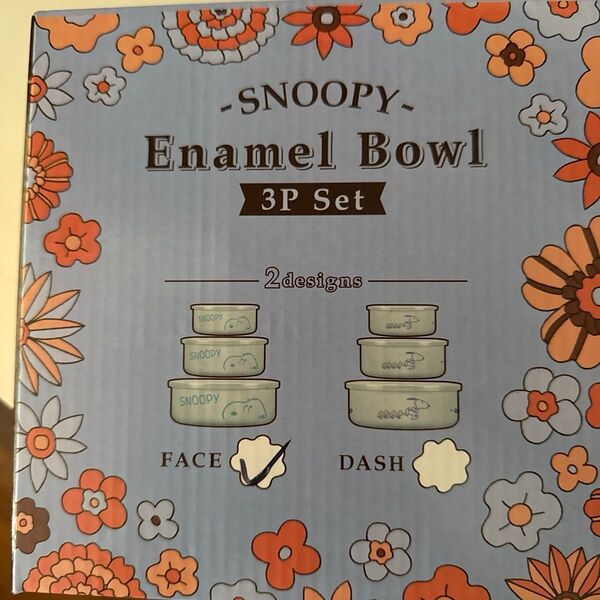 -SNOOPY-
Enamel Bowl
3P Set
2designs
SNOOPY
SNOOPY
SNOOPY
FACE DASH